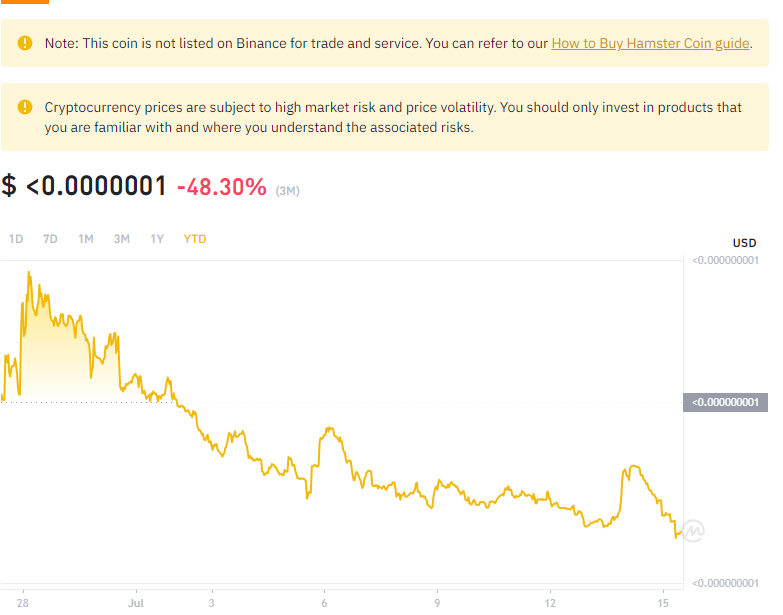 Note: This coin is not listed on Binance for trade and service. You can refer to our How to Buy Hamster Coin guide.
Cryptocurrency prices are subject to high market risk and price volatility. You should only invest in products that
you are familiar with and where you understand the associated risks.
$ <0.0000001 -48.30% (3M)
1D 7D 1M 3M 1Y YTD
USD
<0.000000001
<0.000000001
<0.000000001
28 Jul 3 6 9 12 15